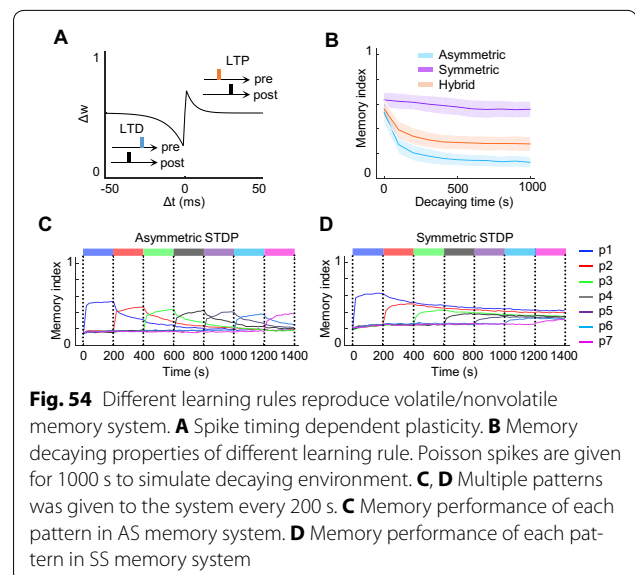 A
1
Δw
0
LTP
pre
post
LTD
pre
post
-50
0
50
Δt (ms)
B
1
Memory index
0
Asymmetric
Symmetric
Hybrid
0
500
1000
Decaying time (s)
C
Asymmetric STDP
1
Memory index
0
0 200 400 600 800 1000 1200 1400
Time (s)
D
Symmetric STDP
1
Memory index
0
0 200 400 600 800 1000 1200 1400
Time (s)
p1
p2
p3
p4
p5
p6
p7
Fig. 54 Different learning rules reproduce volatile/nonvolatile
memory system. A Spike timing dependent plasticity. B Memory
decaying properties of different learning rule. Poisson spikes are given
for 1000 s to simulate decaying environment. C, D Multiple patterns
was given to the system every 200 s. C Memory performance of each
pattern in AS memory system. D Memory performance of each pat-
tern in SS memory system